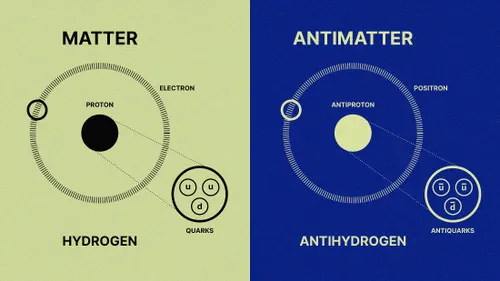 MATTER
ELECTRON
PROTON
u u
d
QUARKS
HYDROGEN
ANTIMATTER
POSITRON
ANTIPROTON
ū ū
d̄
ANTIQUARKS
ANTIHYDROGEN